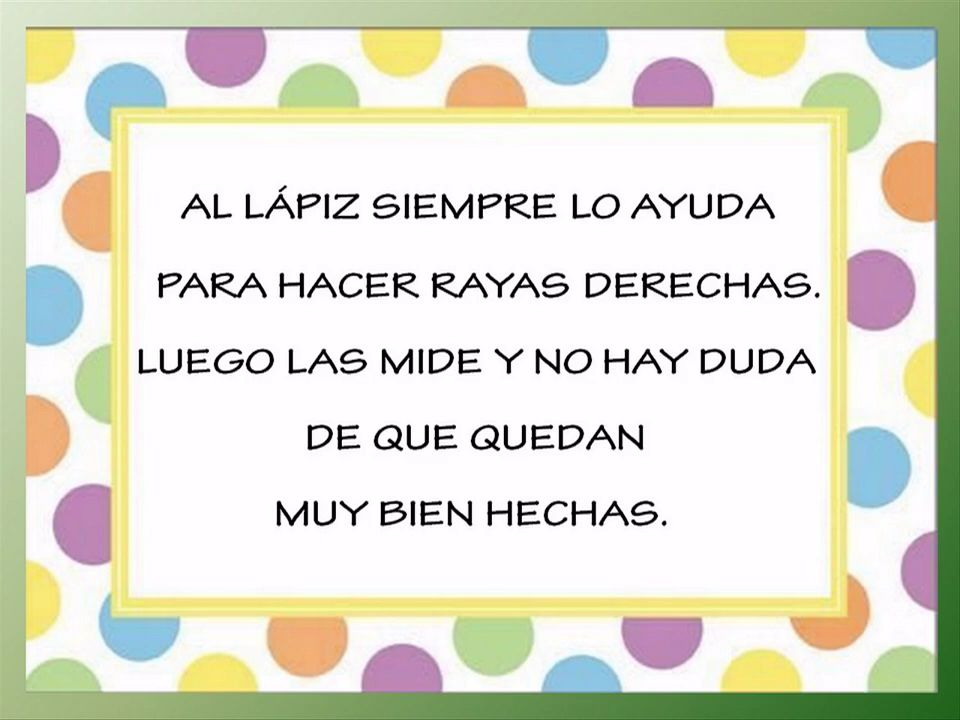 AL LÁPIZ SIEMPRE LO AYUDA
PARA HACER RAYAS DERECHAS.
LUEGO LAS MIDE Y NO HAY DUDA
DE QUE QUEDAN
MUY BIEN HECHAS.